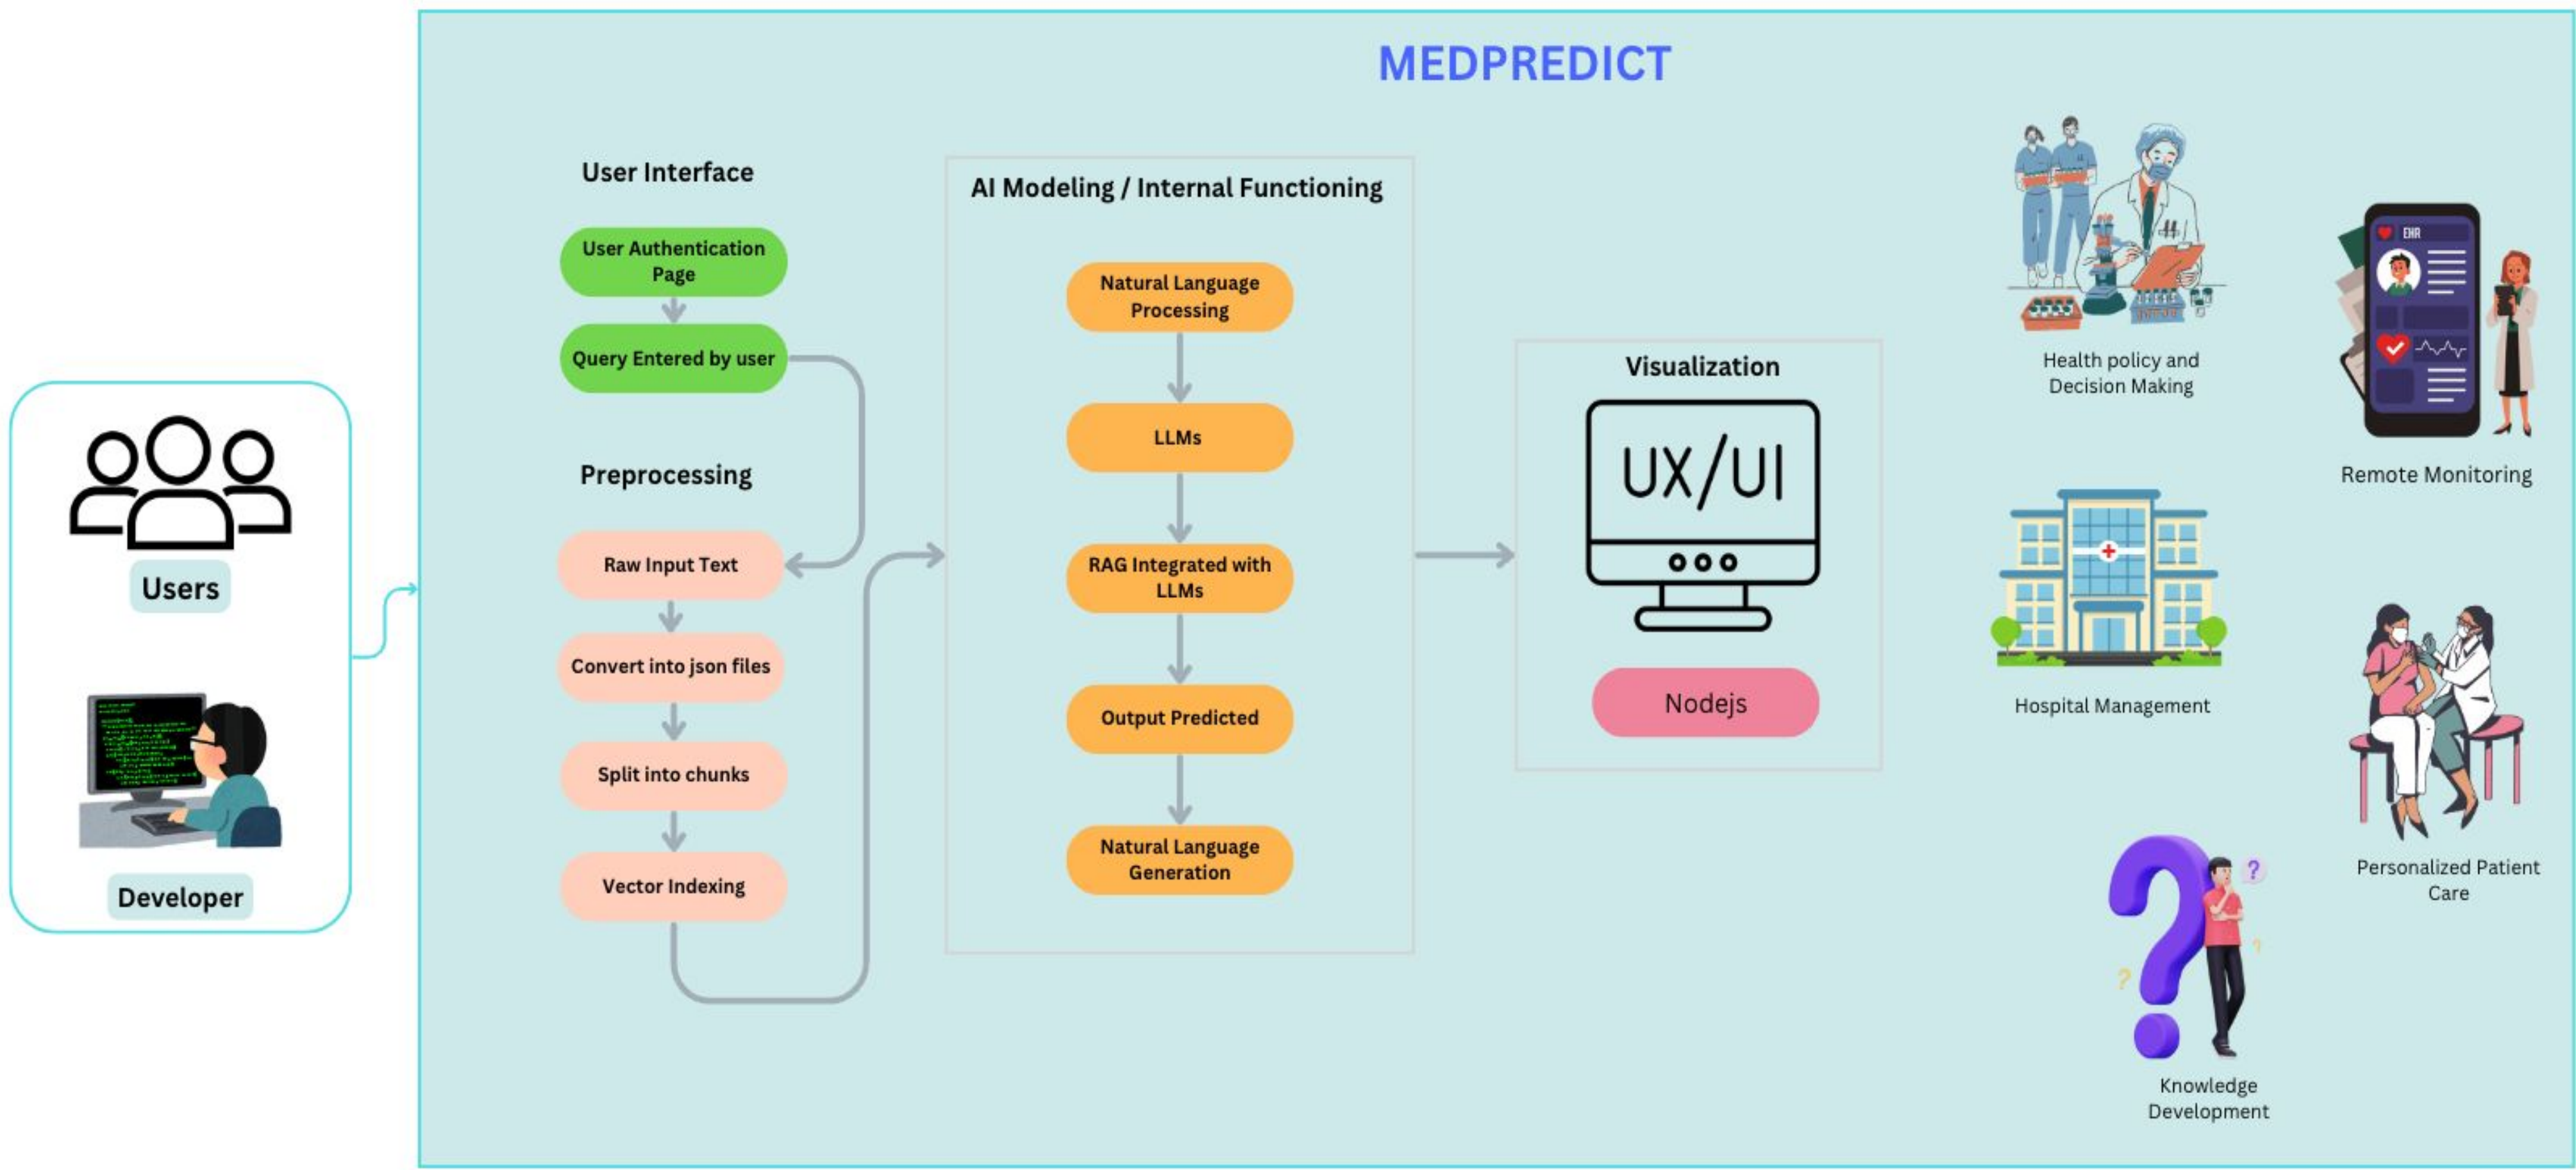 MEDPREDICT
Users
Developer
User Interface
User Authentication
Page
Query Entered by user
Preprocessing
Raw Input Text
Convert into json files
Split into chunks
Vector Indexing
AI Modeling / Internal Functioning
Natural Language
Processing
LLMs
RAG Integrated with
LLMs
Output Predicted
Natural Language
Generation
Visualization
UX/UI
Nodejs
Health policy and
Decision Making
EHR
Remote Monitoring
Hospital Management
Personalized Patient
Care
?
?
?
?
Knowledge
Development